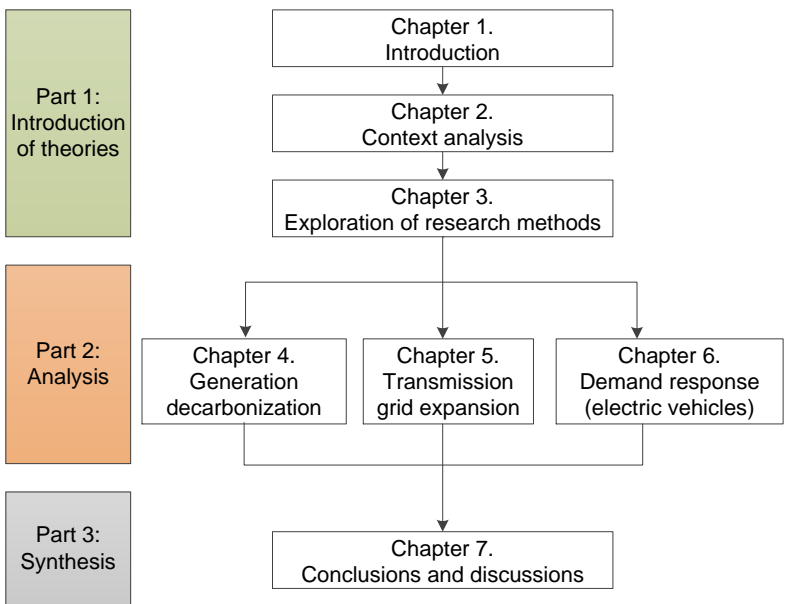 Part 1:
Introduction
of theories
Chapter 1.
Introduction
Chapter 2.
Context analysis
Chapter 3.
Exploration of research methods
Part 2:
Analysis
Chapter 4.
Generation
decarbonization
Chapter 5.
Transmission
grid expansion
Chapter 6.
Demand response
(electric vehicles)
Part 3:
Synthesis
Chapter 7.
Conclusions and discussions